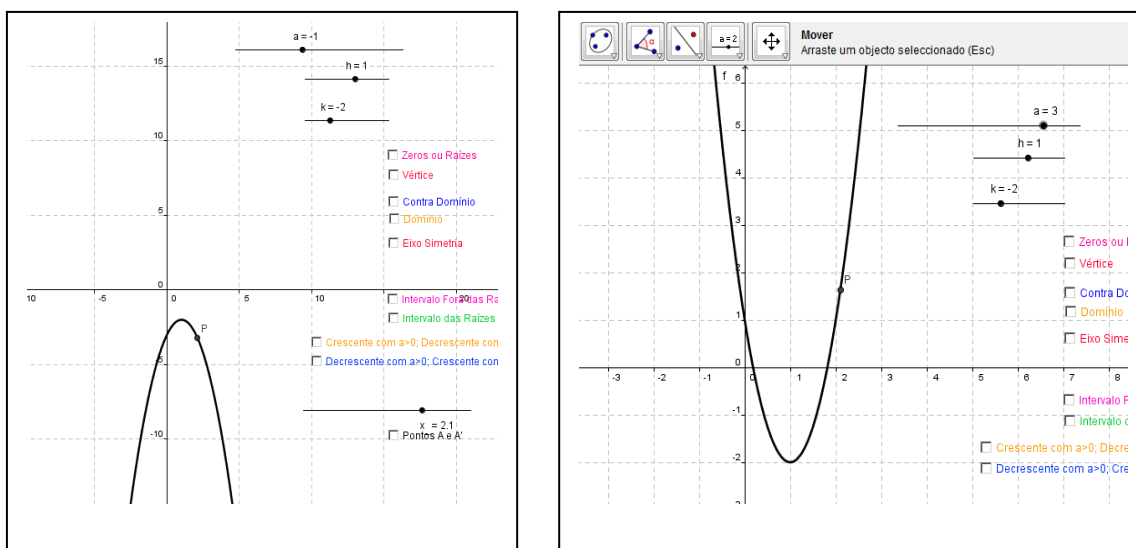 a = -1
15
h = 1
k = -2
10
Zeros ou Raízes
Vértice
Contra Domínio
5
Domínio
Eixo Simetria
0
10 -5 0 5 10 20
Intervalo Fora das Ra
Intervalo das Raízes
P
Crescente com a>0; Decrescente con
-5
Decrescente com a>0; Crescente con
x = 2.1
-10
Pontos A e A'
a = 2
Mover
Arraste um objecto seleccionado (Esc)
f
6
a = 3
5
h = 1
4
k = -2
3
Zeros ou
2
Vértice
P
Contra Do
1
Domínio
Eixo Sime
0
-3 -2 -1 0 1 2 3 4 5 6 7 8
Intervalo F
-1
Intervalo
Crescente com a>0; Decre
-2
Decrescente com a>0; Cre